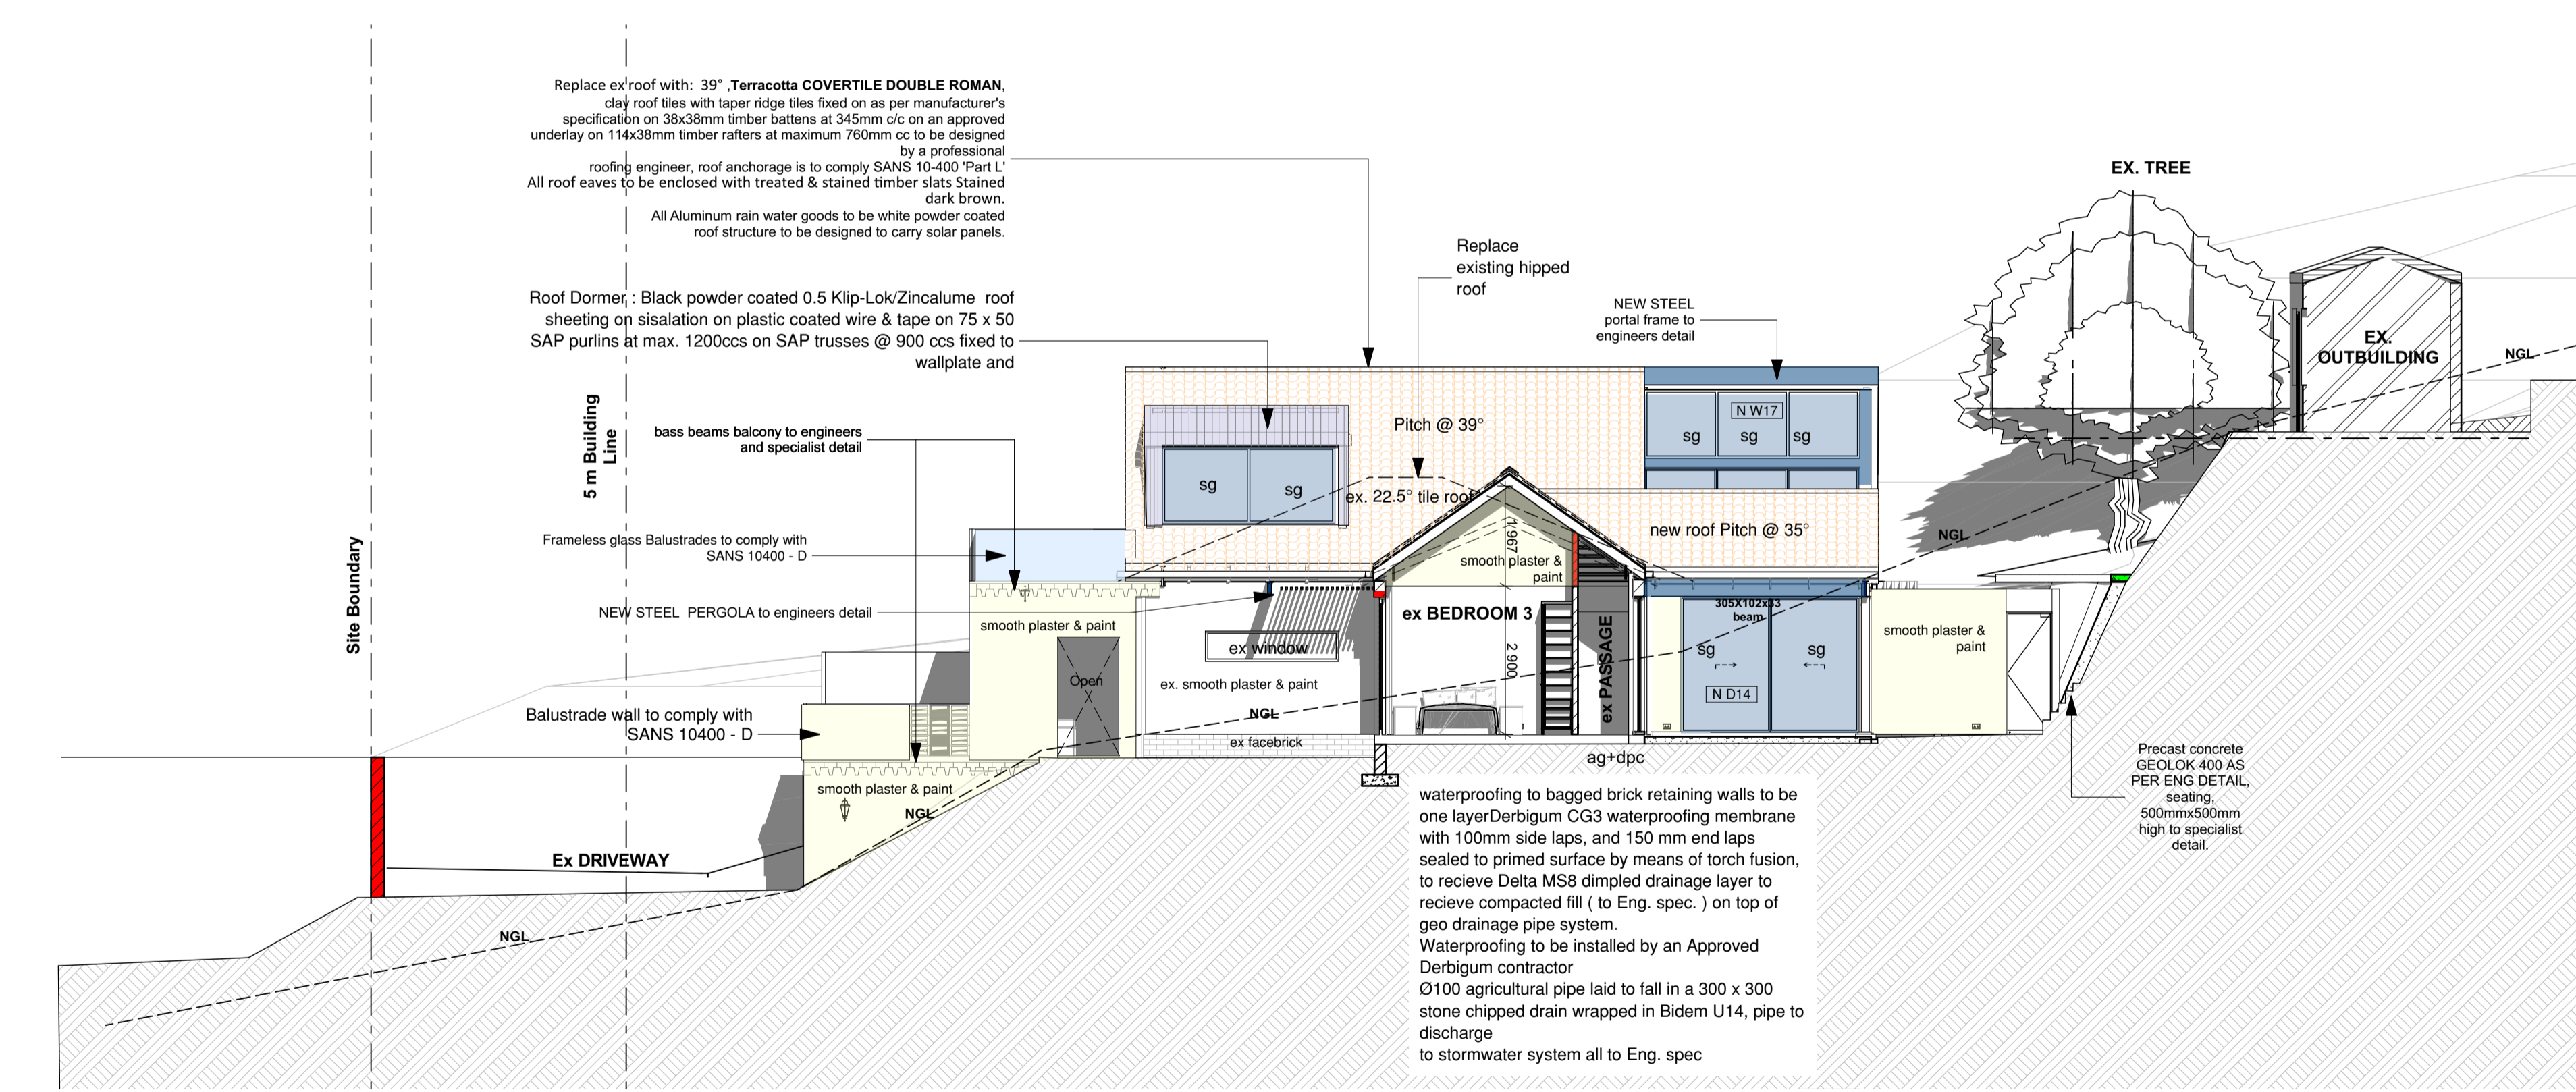 Replace ex roof with:  39° ,Terracotta COVERTILE DOUBLE ROMAN,
clay roof tiles with taper ridge tiles fixed on as per manufacturer's
specification on 38x38mm timber battens at 345mm c/c on an approved
underlay on 114x38mm timber rafters at maximum 760mm cc to be designed
by a professional
roofing engineer, roof anchorage is to comply SANS 10-400 'Part L'
All roof eaves to be enclosed with treated & stained timber slats Stained
dark brown.
All Aluminum rain water goods to be white powder coated
roof structure to be designed to carry solar panels.
Roof Dormer : Black powder coated 0.5 Klip-Lok/Zincalume  roof
sheeting on sisalation on plastic coated wire & tape on 75 x 50
SAP purlins at max. 1200ccs on SAP trusses @ 900 ccs fixed to
wallplate and
Replace
existing hipped
roof
NEW STEEL
portal frame to
engineers detail
EX. TREE
EX.
OUTBUILDING
NGL
5 m Building
Line
bass beams balcony to engineers
and specialist detail
Pitch @ 39°
N W17
sg
sg
sg
sg
sg
ex. 22.5° tile roof
new roof Pitch @ 35°
NGL
Site Boundary
Frameless glass Balustrades to comply with
SANS 10400 - D
1 967
smooth plaster &
paint
NEW STEEL  PERGOLA to engineers detail
smooth plaster & paint
ex window
ex BEDROOM 3
2 900
ex PASSAGE
305X102x33
beam
sg
sg
N D14
smooth plaster &
paint
Open
ex. smooth plaster & paint
NGL
ex facebrick
Balustrade wall to comply with
SANS 10400 - D
ag+dpc
smooth plaster & paint
NGL
Ex DRIVEWAY
NGL
Precast concrete
GEOLOK 400 AS
PER ENG DETAIL,
seating,
500mmx500mm
high to specialist
detail.
waterproofing to bagged brick retaining walls to be
one layerDerbigum CG3 waterproofing membrane
with 100mm side laps, and 150 mm end laps
sealed to primed surface by means of torch fusion,
to recieve Delta MS8 dimpled drainage layer to
recieve compacted fill ( to Eng. spec. ) on top of
geo drainage pipe system.
Waterproofing to be installed by an Approved
Derbigum contractor
Ø100 agricultural pipe laid to fall in a 300 x 300
stone chipped drain wrapped in Bidem U14, pipe to
discharge
to stormwater system all to Eng. spec